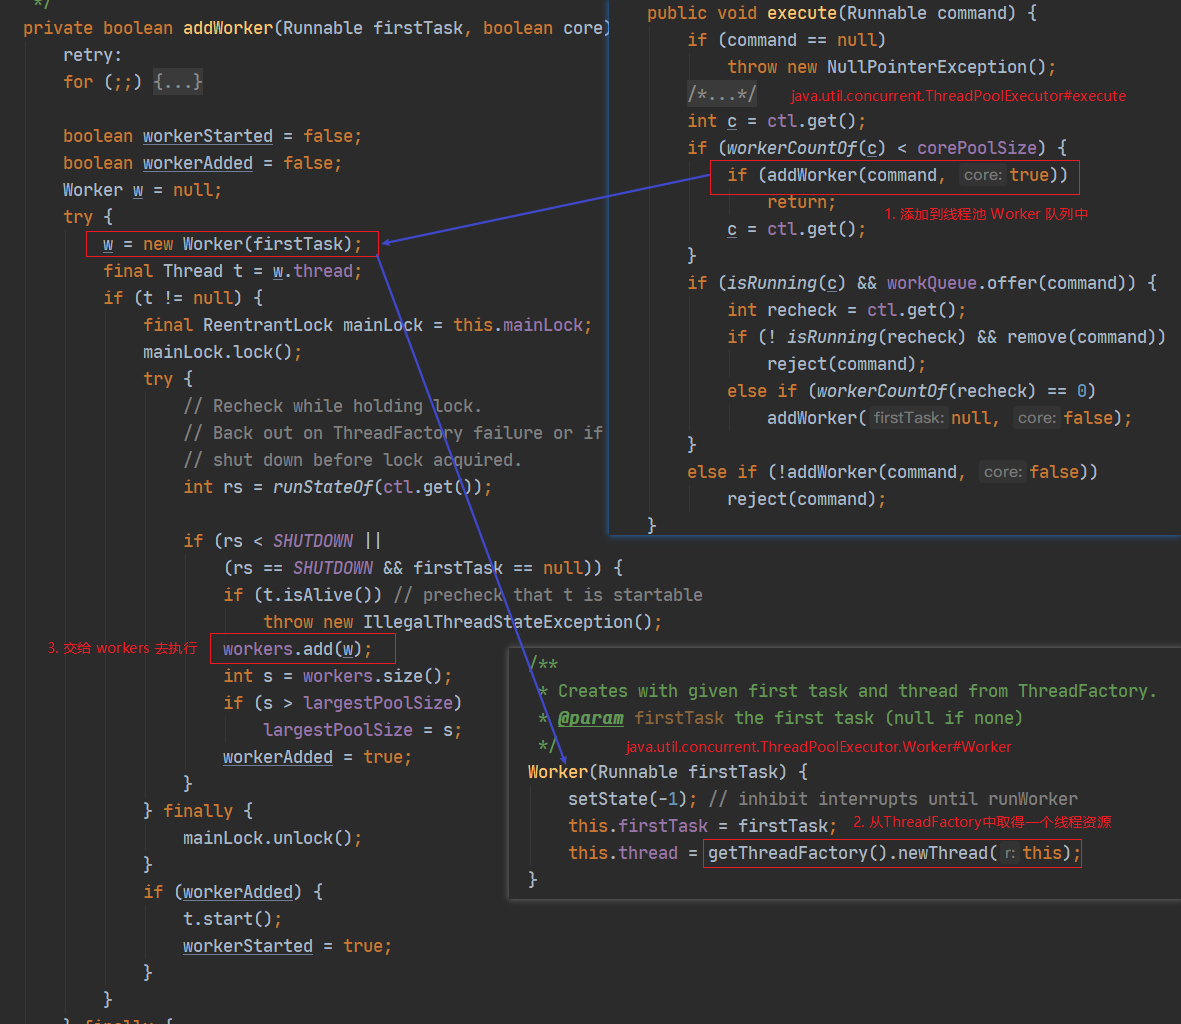 */
private boolean addWorker(Runnable firstTask, boolean core)
retry:
for (;;) {...}
boolean workerStarted = false;
boolean workerAdded = false;
Worker w = null;
try {
w = new Worker(firstTask);
final Thread t = w.thread;
if (t != null) {
final ReentrantLock mainLock = this.mainLock;
mainLock.lock();
try {
// Recheck while holding lock.
// Back out on ThreadFactory failure or if
// shut down before lock acquired.
int rs = runStateOf(ctl.get());
if (rs < SHUTDOWN ||
(rs == SHUTDOWN && firstTask == null)) {
if (t.isAlive()) // precheck that t is startable
throw new IllegalThreadStateException();
3. 交给 workers 去执行
workers.add(w);
int s = workers.size();
if (s > largestPoolSize)
largestPoolSize = s;
workerAdded = true;
}
} finally {
mainLock.unlock();
}
if (workerAdded) {
t.start();
workerStarted = true;
}
}
} finally {
public void execute(Runnable command) {
if (command == null)
throw new NullPointerException();
/*...*/
java.util.concurrent.ThreadPoolExecutor#execute
int c = ctl.get();
if (workerCountOf(c) < corePoolSize) {
if (addWorker(command, core: true))
return;
1. 添加到线程池 Worker 队列中
c = ctl.get();
}
if (isRunning(c) && workQueue.offer(command)) {
int recheck = ctl.get();
if (! isRunning(recheck) && remove(command))
reject(command);
else if (workerCountOf(recheck) == 0)
addWorker( firstTask: null, core: false);
}
else if (!addWorker(command, core: false))
reject(command);
}
/**
* Creates with given first task and thread from ThreadFactory.
* @param firstTask the first task (null if none)
*/
java.util.concurrent.ThreadPoolExecutor.Worker#Worker
Worker(Runnable firstTask) {
setState(-1); // inhibit interrupts until runWorker
this.firstTask = firstTask;
2. 从ThreadFactory中取得一个线程资源
this.thread = getThreadFactory().newThread( r: this);
}